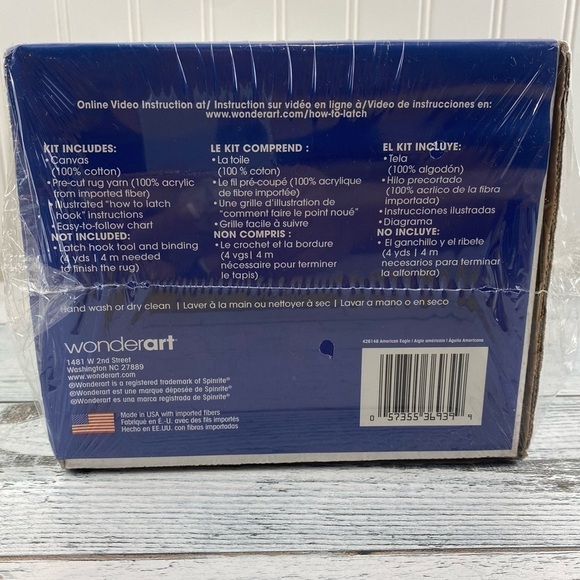 Online Video Instruction at/ Instruction sur vidéo en ligne à/Video de instrucciones en:
www.wonderart.com/how-to-latch
KIT INCLUDES:
• Canvas
(100% cotton)
• Pre-cut rug yarn (100% acrylic
from imported fiber)
• Illustrated "how to latch
hook" instructions
• Easy-to-follow chart
NOT INCLUDED:
• Latch hook tool and binding
(4 yds | 4 m needed
to finish the rug)
LE KIT COMPREND :
• La toile
(100 % coton)
• Le fil pré-coupé (100% acrylique
de fibre importée)
• Une grille d'illustration de
"comment faire le point noué"
• Grille facile à suivre
NON COMPRIS :
• Le crochet et la bordure
(4 vgs | 4 m
nécessaire pour terminer
le tapis)
EL KIT INCLUYE:
• Tela
(100% algodón)
• Hilo precortado
(100% acrlico de la fibra
importada)
• Instrucciones ilustradas
• Diagrama
NO INCLUYE:
• El ganchillo y el ribete
(4 yds | 4 m
necesarios para terminar
la alfombra)
Hand wash or dry clean | Laver à la main ou nettoyer à sec | Lavar a mano o en seco
wonderart®
1481 W 2nd Street
Washington NC 27889
www.wonderart.com
®Wonderart is a registered trademark of Spinrite®
®Wonderart est une marque déposée de Spinrite®
®Wonderart es una marca registrada de Spinrite®
Made in USA with imported fibers
Fabriqué en E.-U. avec des fils importés
Hecho en EE.UU. con fibras importadas
426148 American Eagle | Aigle américain | Águila Americana
0 57355 36939 4